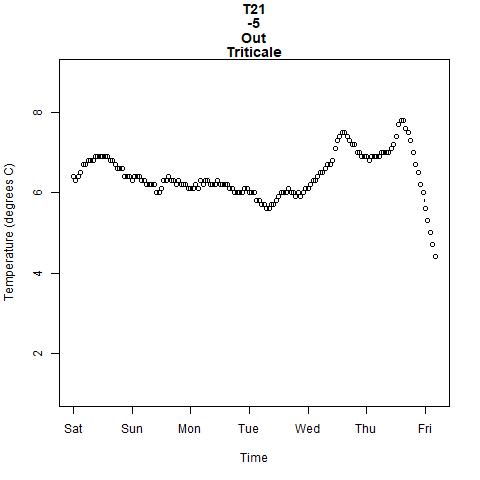 T21
-5
Out
Triticale
Temperature (degrees C)
8
6
4
2
Sat Sun Mon Tue Wed Thu Fri
Time